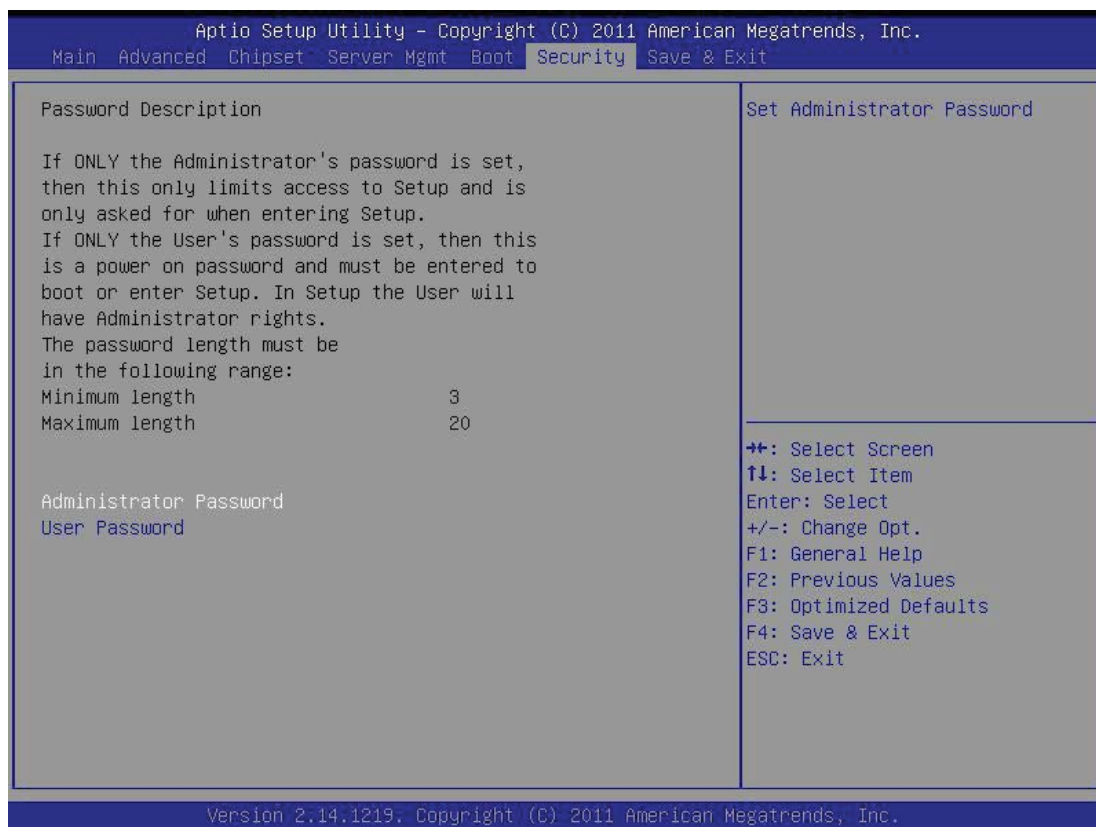 Aptio Setup Utility – Copyright (C) 2011 American Megatrends, Inc.
Main Advanced Chipset Server Mgmt Boot Security Save & Exit
Password Description
If ONLY the Administrator's password is set,
then this only limits access to Setup and is
only asked for when entering Setup.
If ONLY the User's password is set, then this
is a power on password and must be entered to
boot or enter Setup. In Setup the User will
have Administrator rights.
The password length must be
in the following range:
Minimum length 3
Maximum length 20
Administrator Password
User Password
Set Administrator Password
→←: Select Screen
↑↓: Select Item
Enter: Select
+/-: Change Opt.
F1: General Help
F2: Previous Values
F3: Optimized Defaults
F4: Save & Exit
ESC: Exit
Version 2.14.1219. Copyright (C) 2011 American Megatrends, Inc.